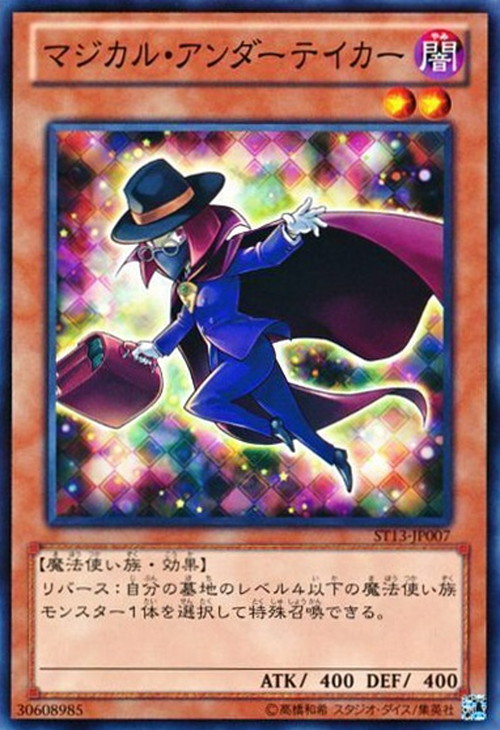 マジカル・アンダーテイカー
闇
ST13-JP007
【魔法使い族・効果】
リバース：自分の墓地のレベル４以下の魔法使い族
モンスター１体を選択して特殊召喚できる。
ATK/ 400 DEF/ 400
30608985 ©高橋和希 スタジオ・ダイス/集英社